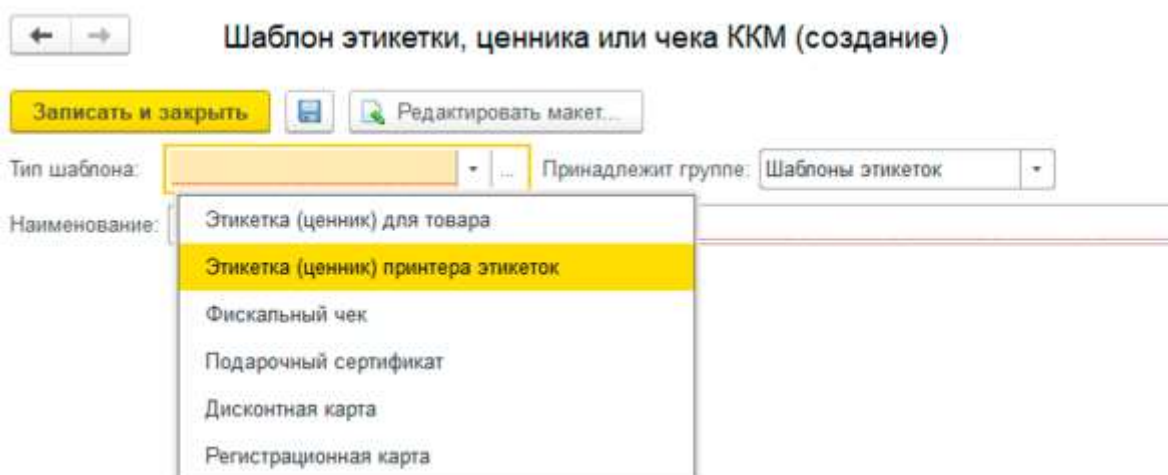 Шаблон этикетки, ценника или чека ККМ (создание)
Записать и закрыть Редактировать макет...
Тип шаблона: ... Принадлежит группе: Шаблоны этикеток
Наименование:
Этикетка (ценник) для товара
Этикетка (ценник) принтера этикеток
Фискальный чек
Подарочный сертификат
Дисконтная карта
Регистрационная карта